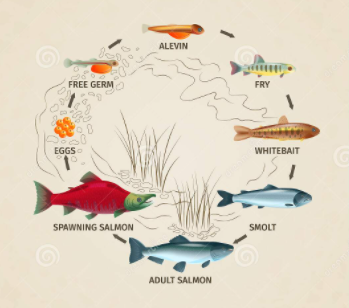 ALEVIN
FREE GERM
FRY
EGGS
WHITEBAIT
SPAWNING SALMON
SMOLT
ADULT SALMON